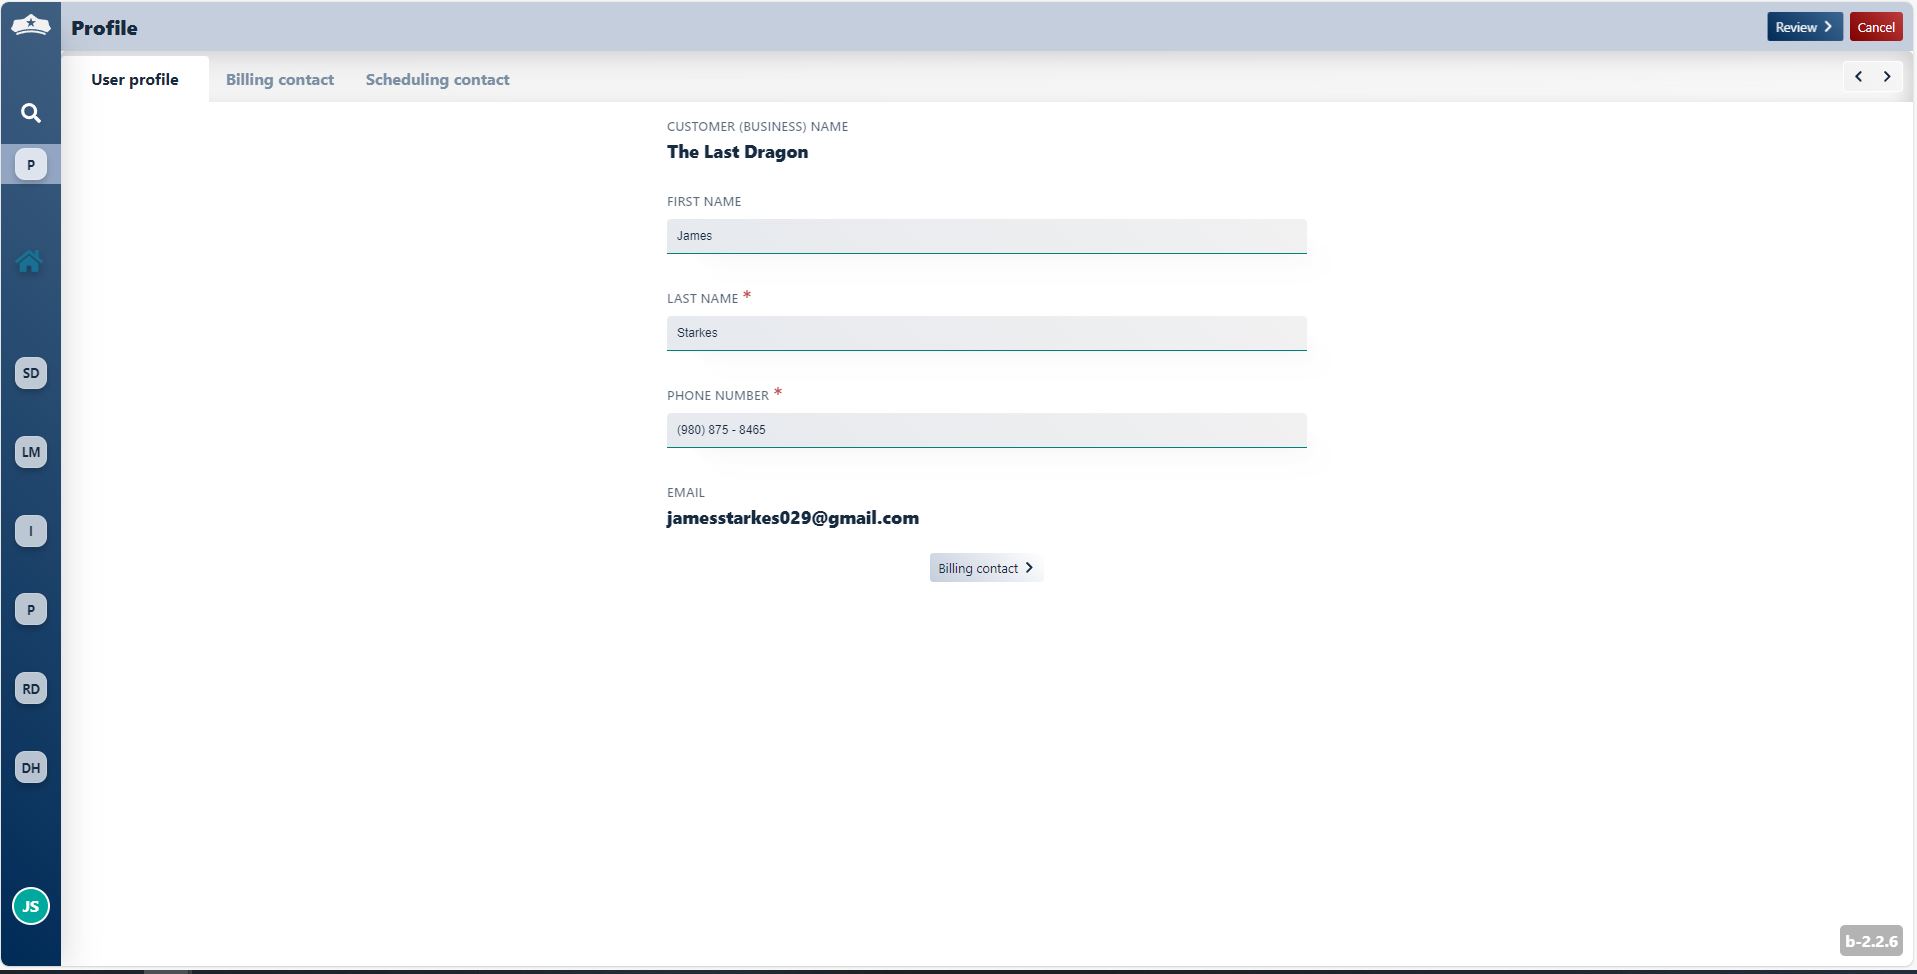 Profile
Review
Cancel
User profile
Billing contact
Scheduling contact
P
SD
LM
I
P
RD
DH
JS
CUSTOMER (BUSINESS) NAME
The Last Dragon
FIRST NAME
James
LAST NAME *
Starkes
PHONE NUMBER *
(980) 875 - 8465
EMAIL
jamesstarkes029@gmail.com
Billing contact
b-2.2.6